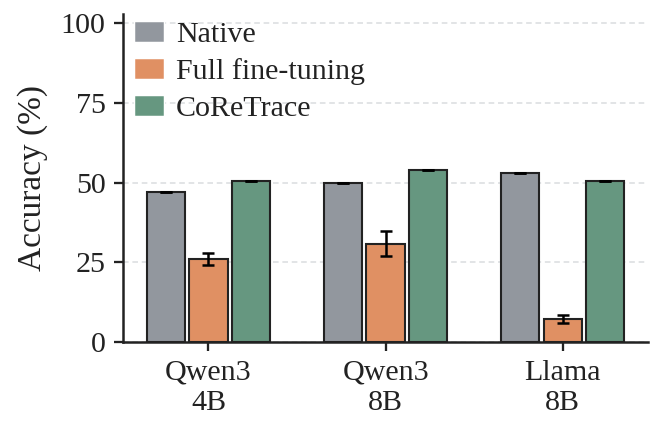 100
75
50
25
0
Accuracy (%)
Native
Full fine-tuning
CoReTrace
Qwen3
4B
Qwen3
8B
Llama
8B